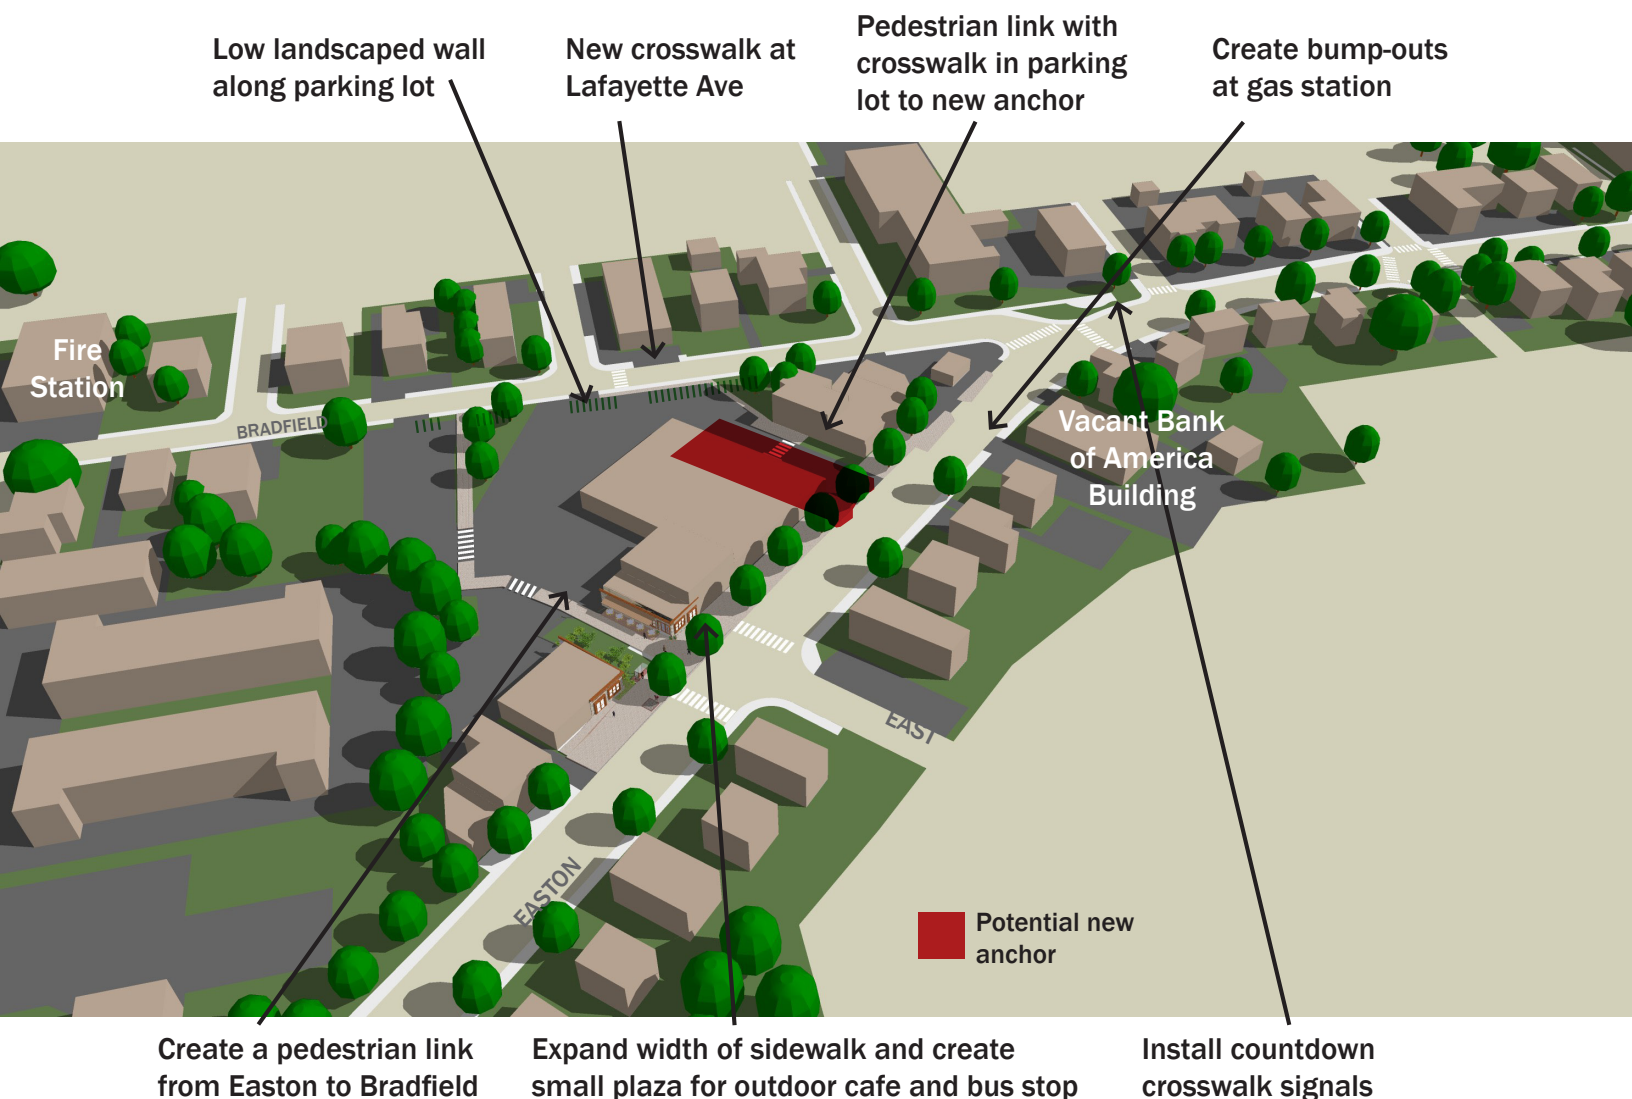 Low landscaped wall
along parking lot
New crosswalk at
Lafayette Ave
Pedestrian link with
crosswalk in parking
lot to new anchor
Create bump-outs
at gas station
Fire
Station
BRADFIELD
Vacant Bank
of America
Building
EAST
EASTON
Potential new
anchor
Create a pedestrian link
from Easton to Bradfield
Expand width of sidewalk and create
small plaza for outdoor cafe and bus stop
Install countdown
crosswalk signals